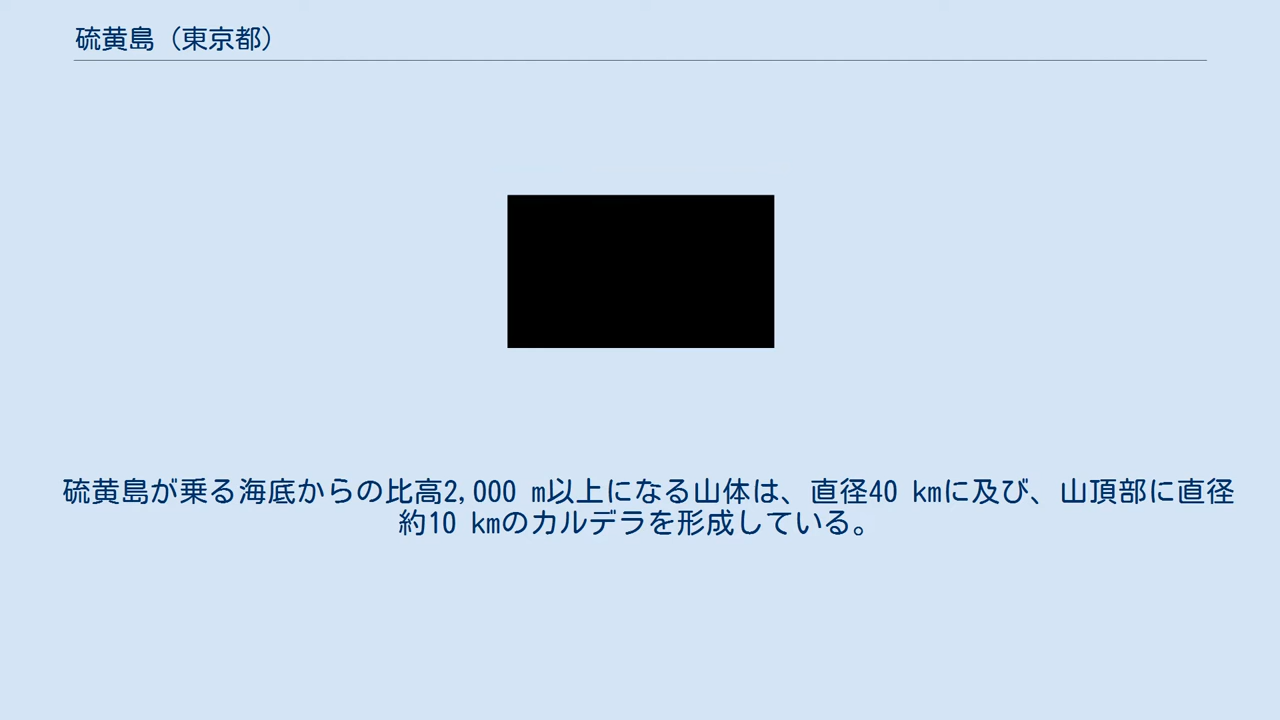 硫黄島（東京都）
硫黄島が乗る海底からの比高2,000 m以上になる山体は、直径40 kmに及び、山頂部に直径
約10 kmのカルデラを形成している。